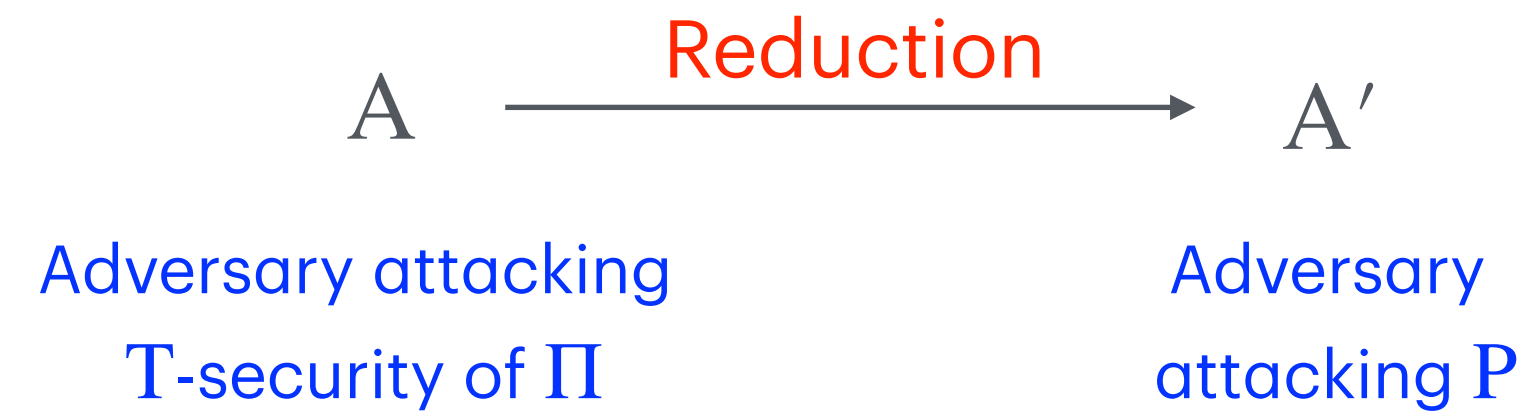 Reduction
A A′
Adversary attacking Adversary
T-security of Π attacking P